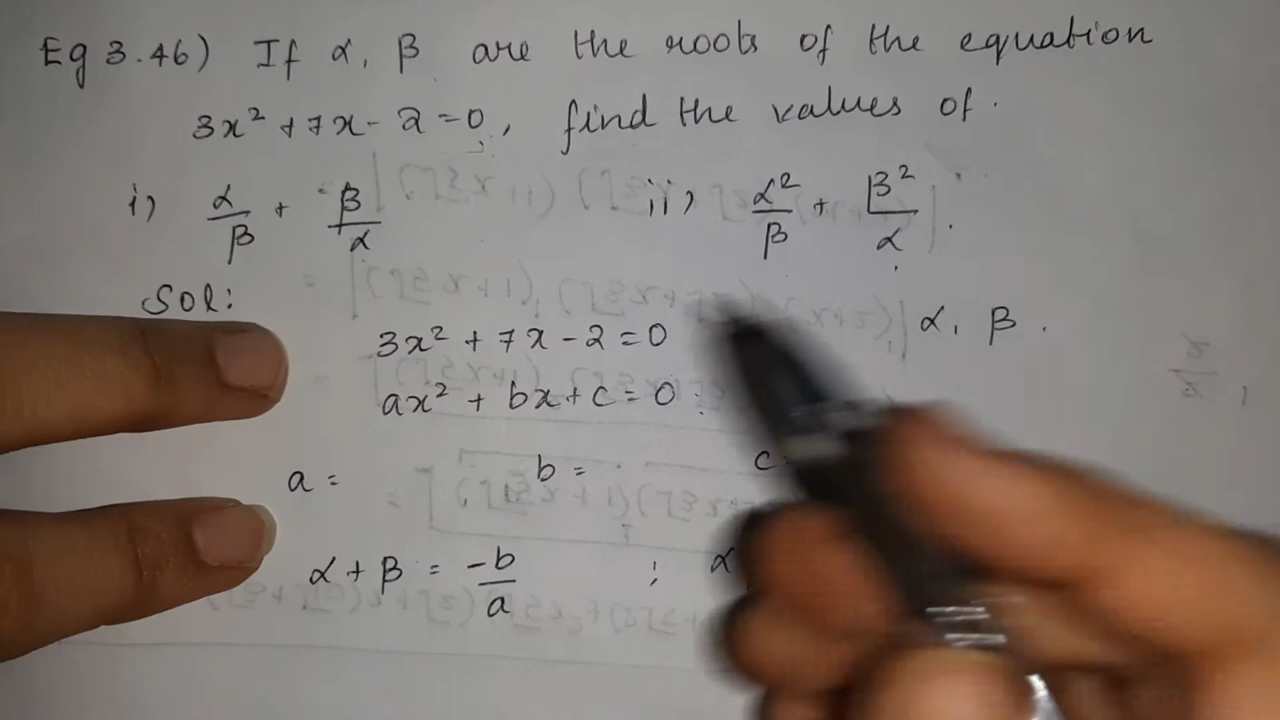 Eg 3.46) If α, β are the roots of the equation
3x² + 7x - 2 = 0, find the values of.
i) α/β + β/α ii) α²/β + β²/α.
Sol:
3x² + 7x - 2 = 0 α, β.
ax² + bx + c = 0
a = b = c
α + β = -b/a ; α